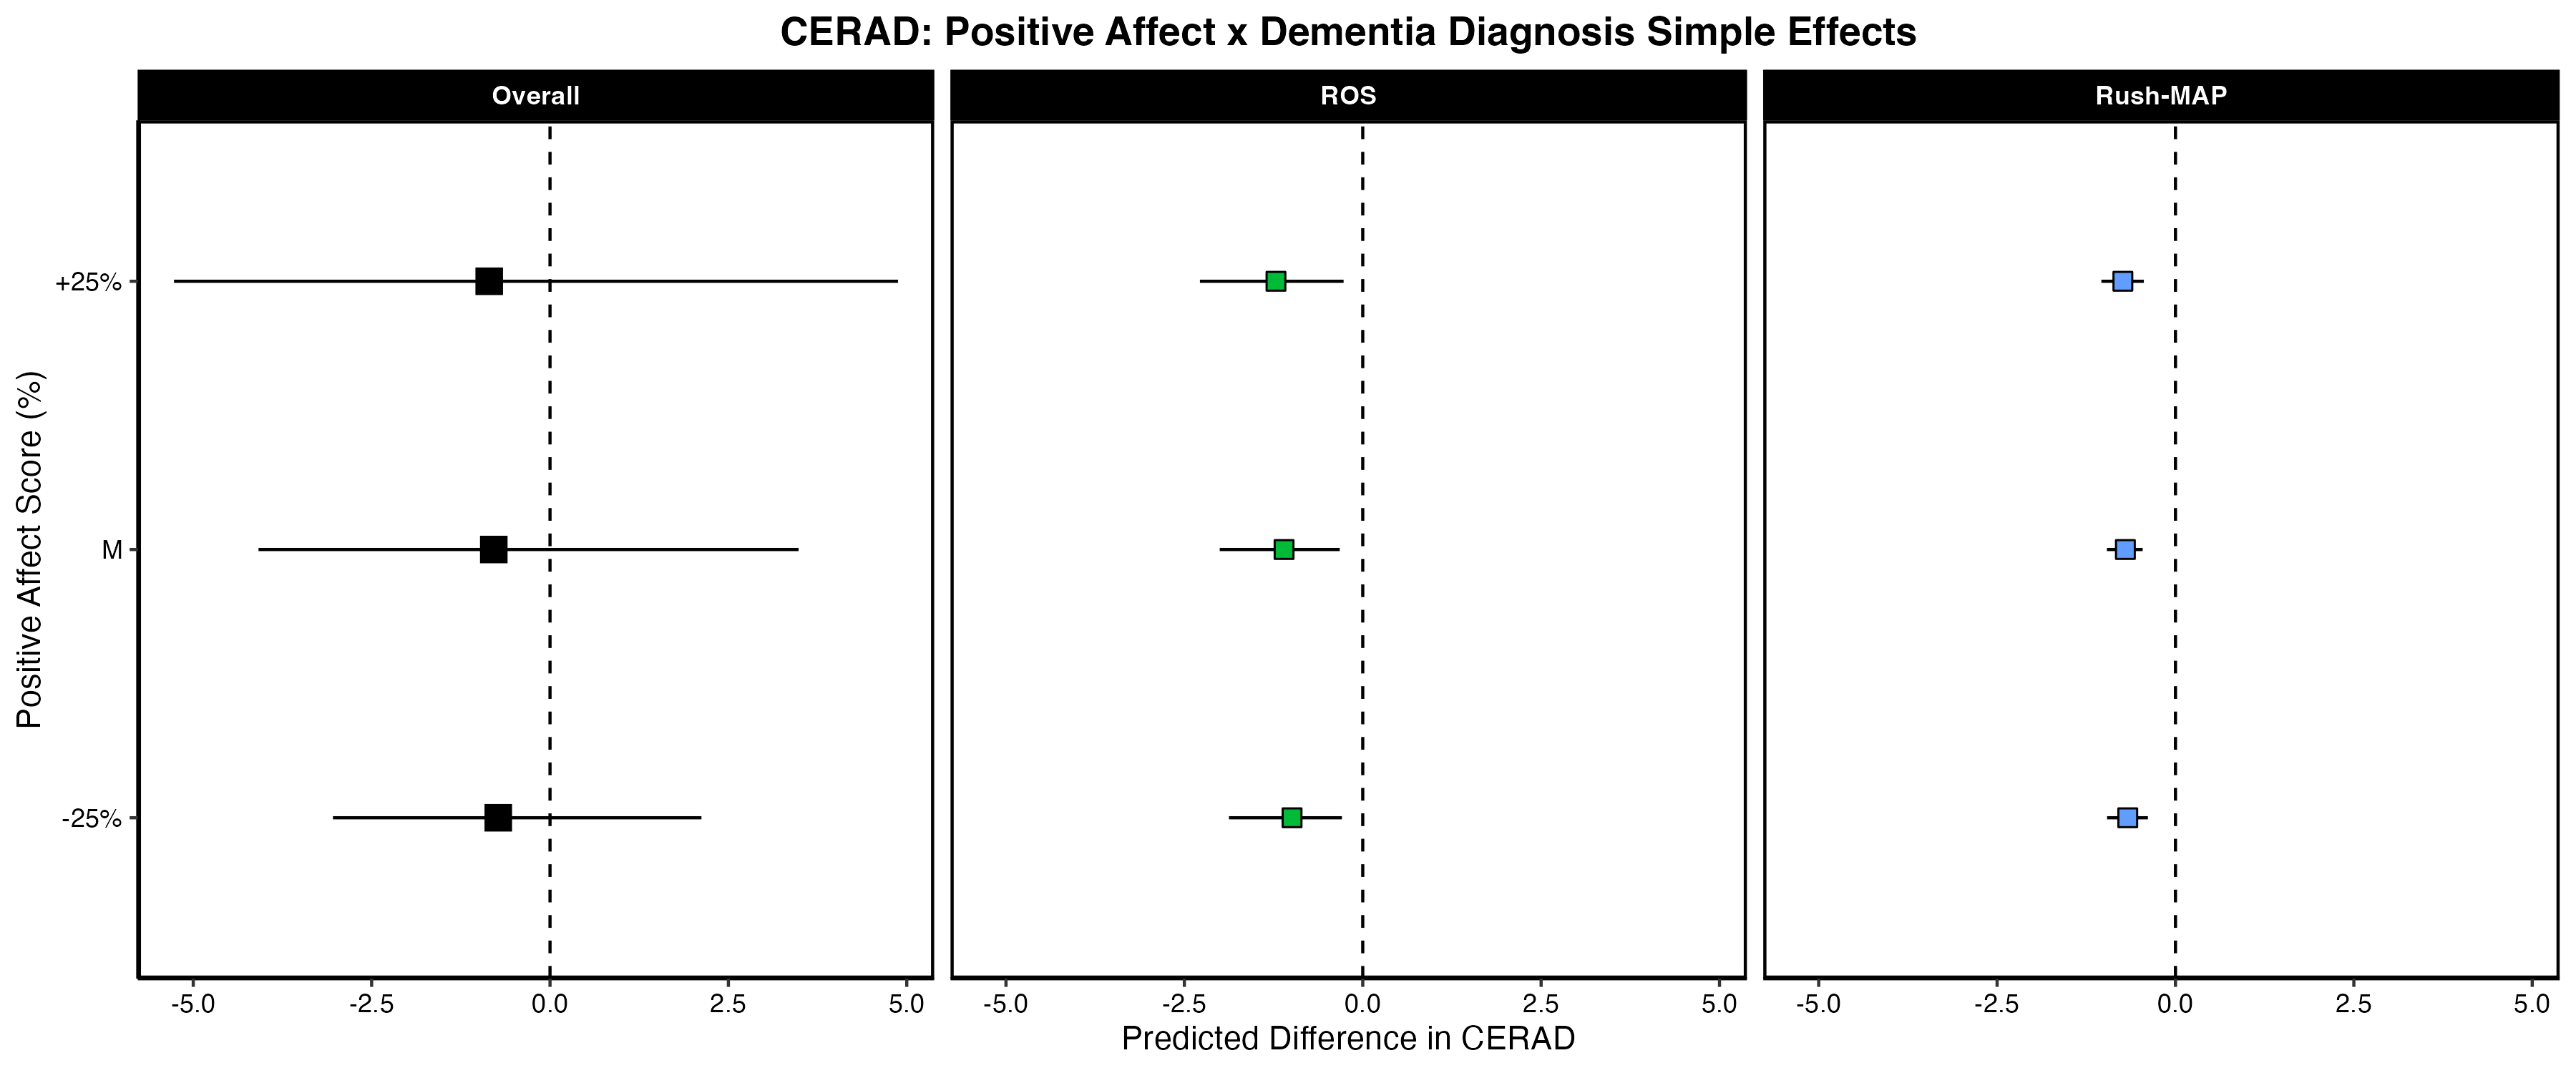 CERAD: Positive Affect x Dementia Diagnosis Simple Effects
Overall
ROS
Rush-MAP
Positive Affect Score (%)
+25%
M
-25%
-5.0 -2.5 0.0 2.5 5.0
-5.0 -2.5 0.0 2.5 5.0
-5.0 -2.5 0.0 2.5 5.0
Predicted Difference in CERAD